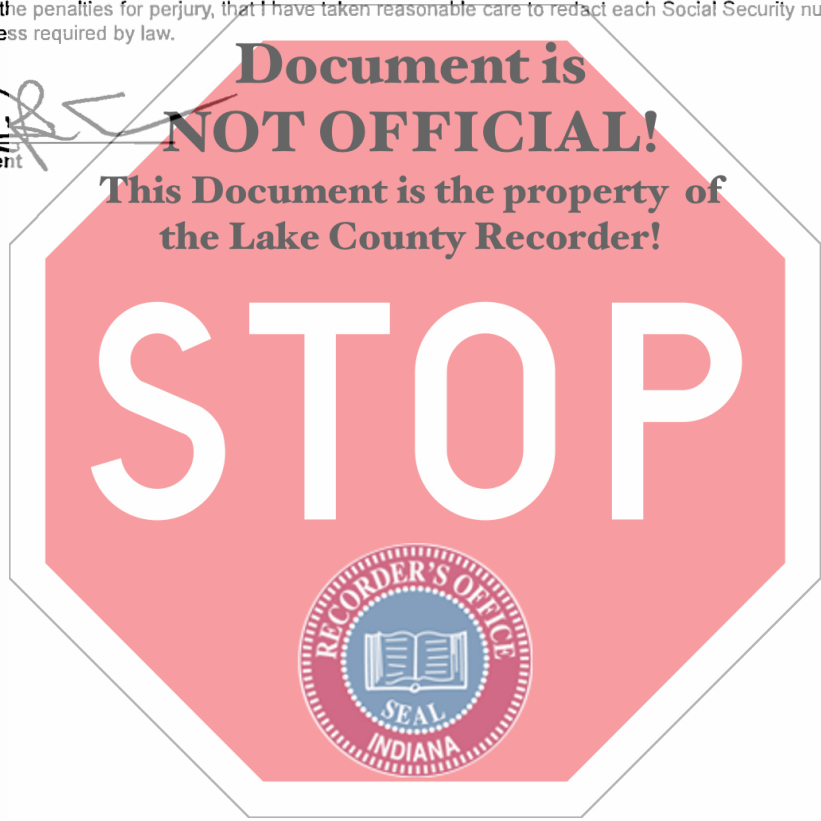 the penalties for perjury, that I have taken reasonable care to redact each Social Security nu
ess required by law.
Document is
NOT OFFICIAL!
ent
This Document is the property of
the Lake County Recorder!
STOP
RECORDER'S OFFICE
SEAL
INDIANA